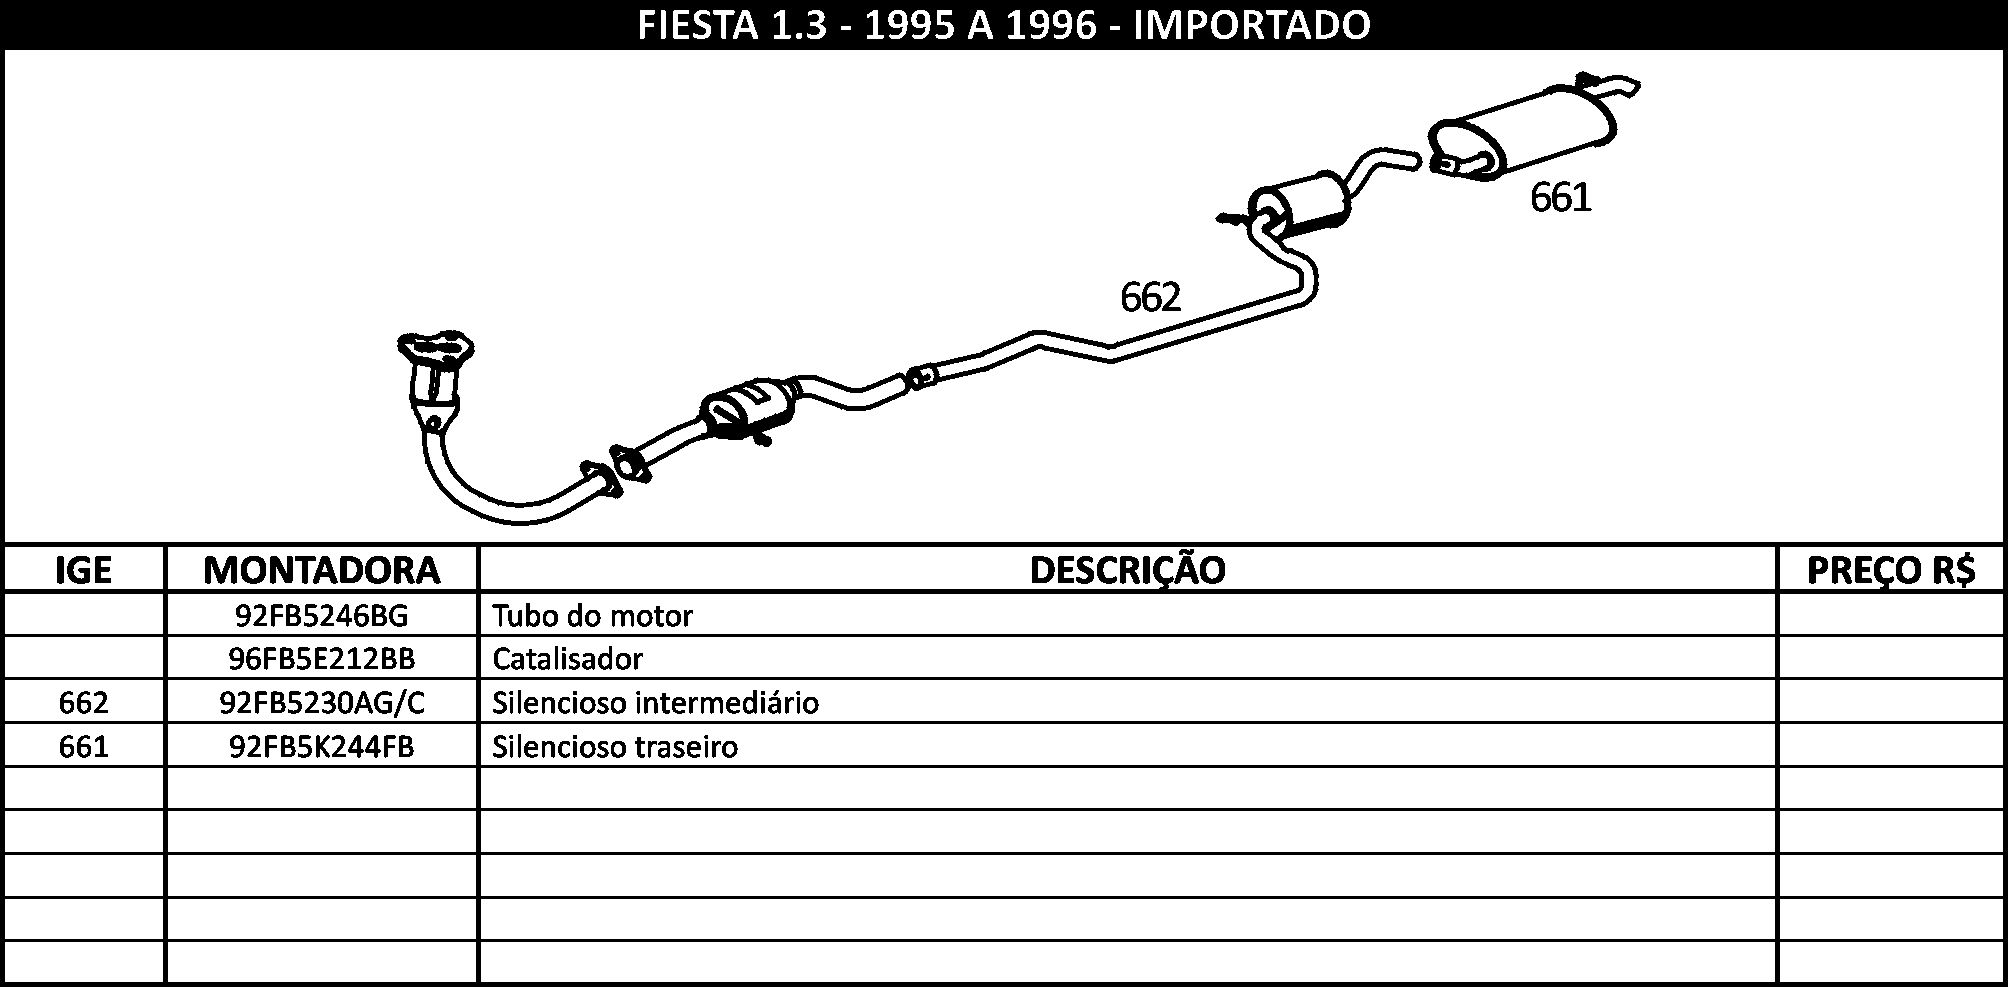 FIESTA 1.3 - 1995 A 1996 - IMPORTADO
661
662
IGE MONTADORA DESCRIÇÃO PREÇO R$
92FB5246BG Tubo do motor
96FB5E212BB Catalisador
662 92FB5230AG/C Silencioso intermediário
661 92FB5K244FB Silencioso traseiro